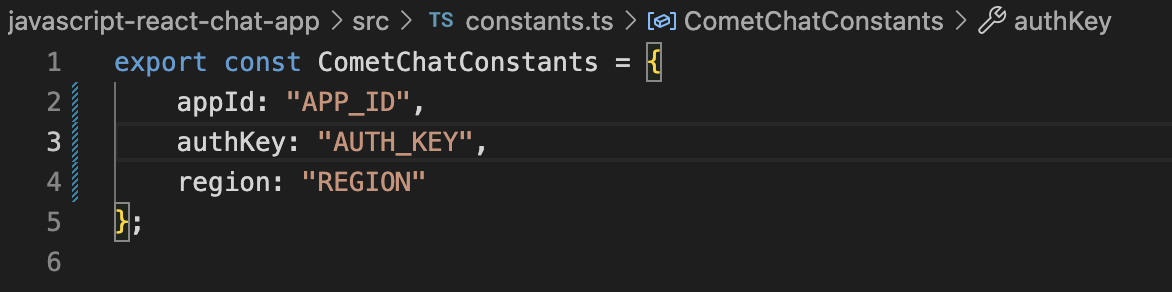 javascript-react-chat-app > src > TS constants.ts > CometChatConstants > authKey
1 export const CometChatConstants = {
2 appId: "APP_ID",
3 authKey: "AUTH_KEY",
4 region: "REGION"
5 };
6